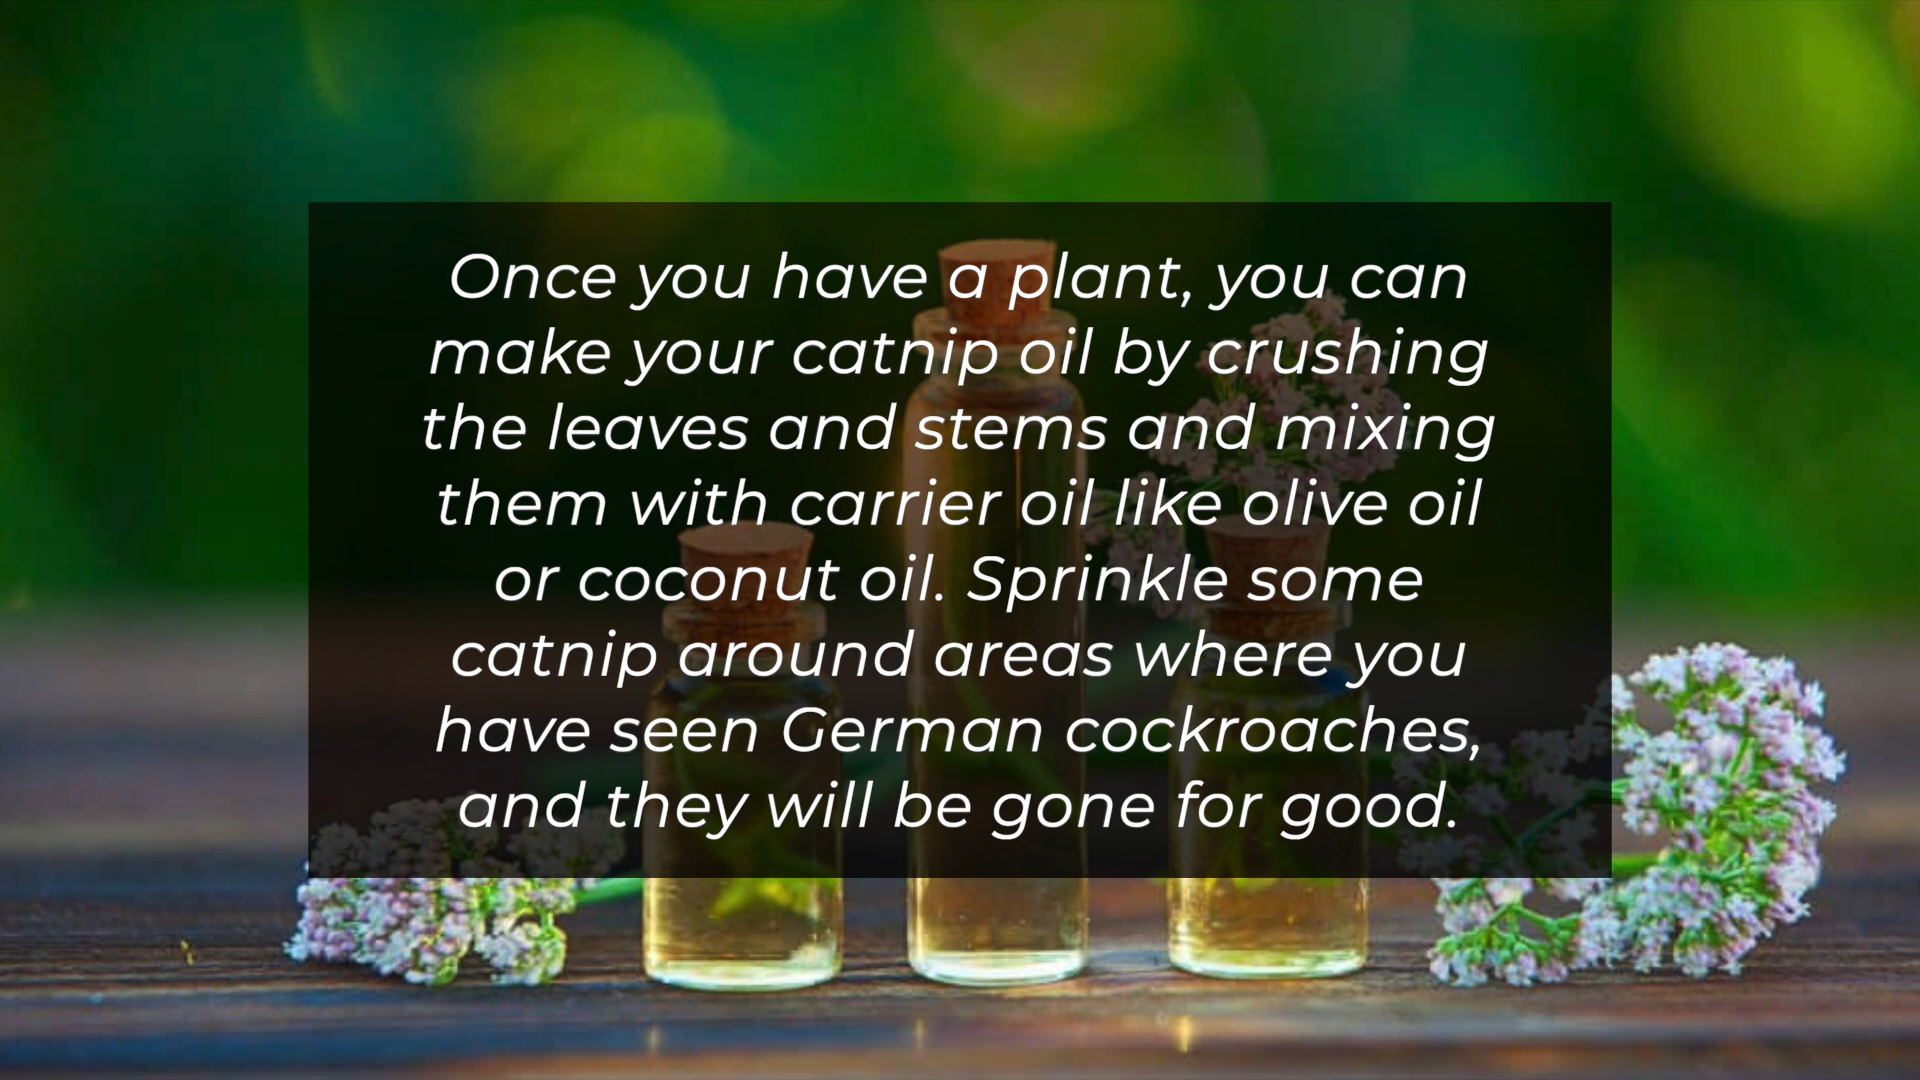 Once you have a plant, you can
make your catnip oil by crushing
the leaves and stems and mixing
them with carrier oil like olive oil
or coconut oil. Sprinkle some
catnip around areas where you
have seen German cockroaches,
and they will be gone for good.